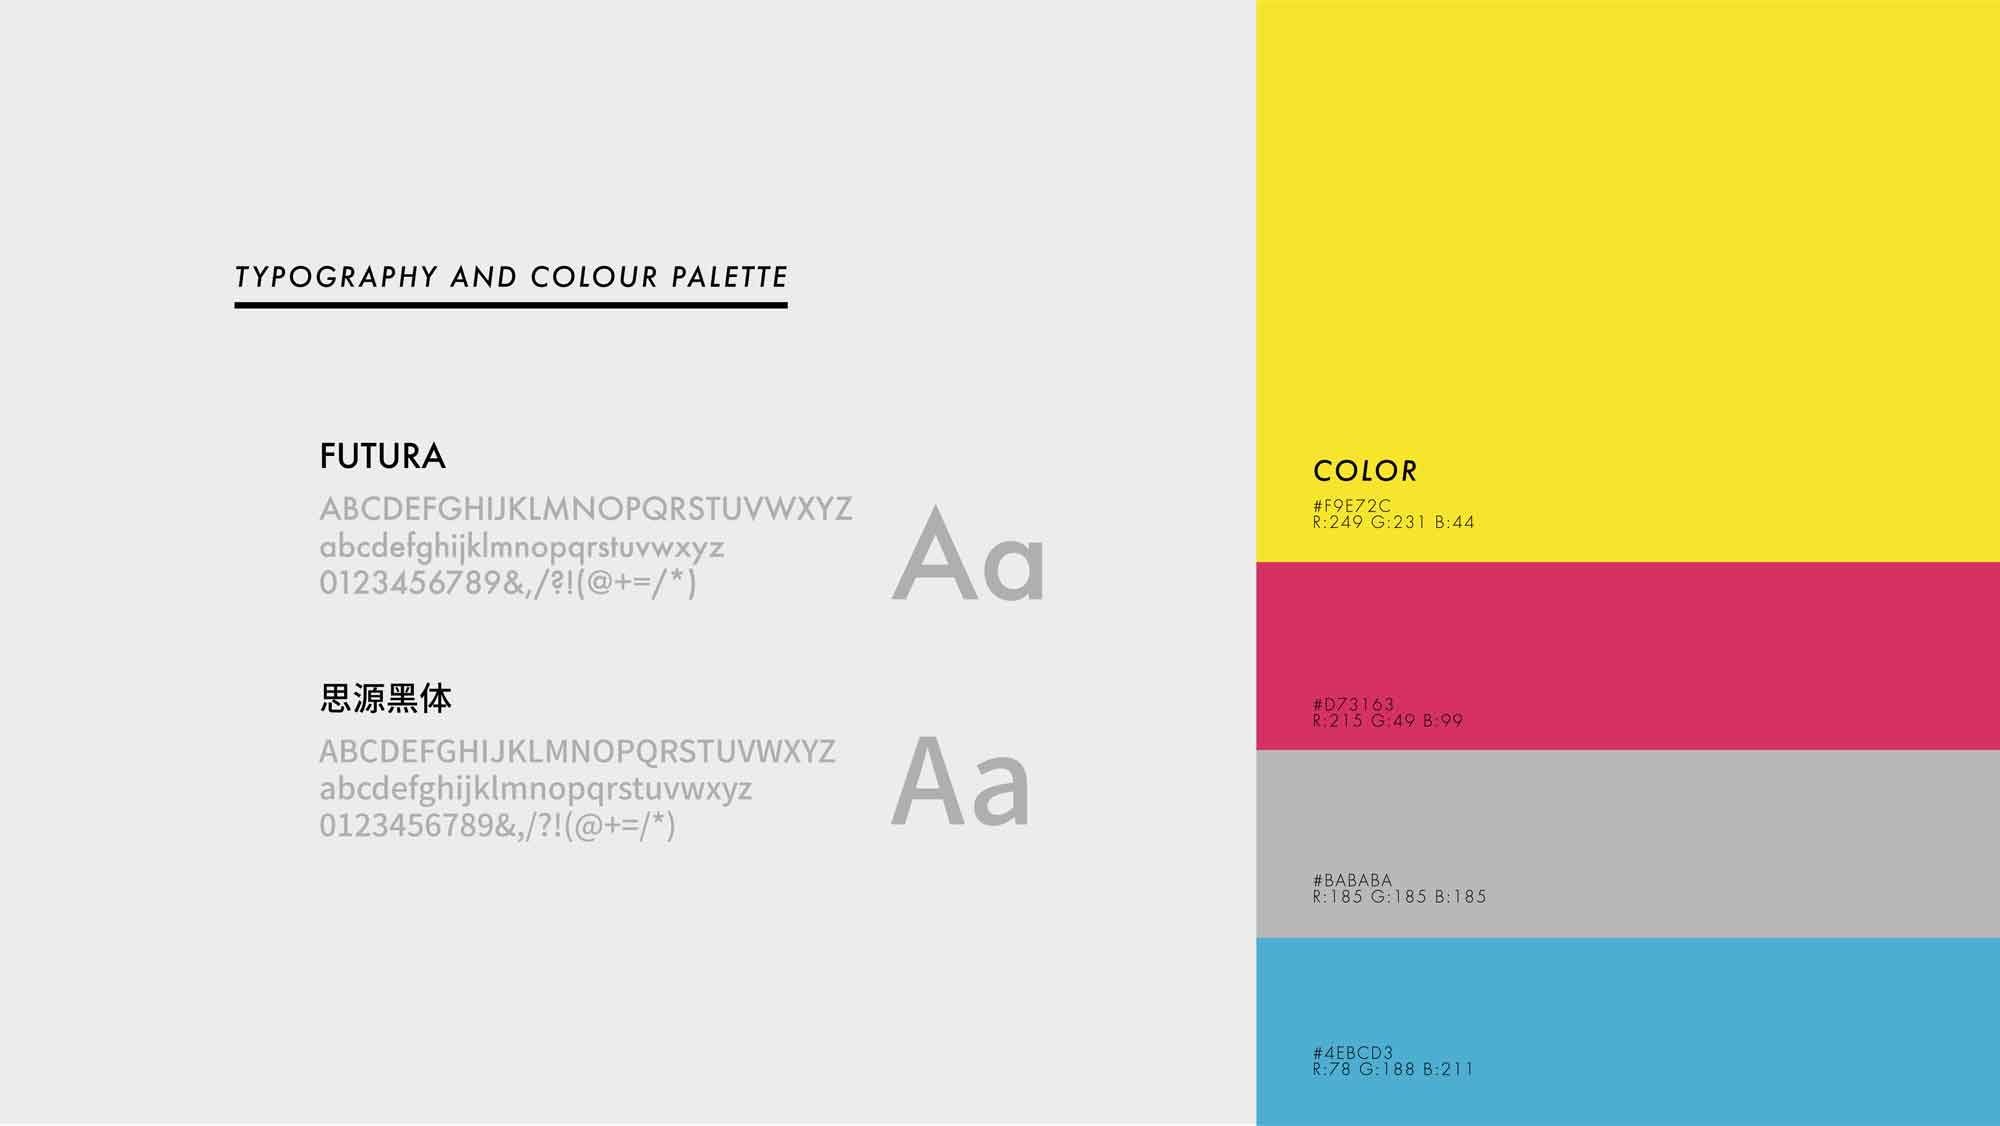 TYPOGRAPHY AND COLOUR PALETTE
FUTURA
ABCDEFGHIJKLMNOPQRSTUVWXYZ
abcdefghijklmnopqrstuvwxyz
0123456789&,/?!(@+=/*)
Aa
思源黑体
ABCDEFGHIJKLMNOPQRSTUVWXYZ
abcdefghijklmnopqrstuvwxyz
0123456789&,/?!(@+=/*)
Aa
COLOR
#F9E72C
R:249 G:231 B:44
#D73163
R:215 G:49 B:99
#BABABA
R:185 G:185 B:185
#4EBCD3
R:78 G:188 B:211